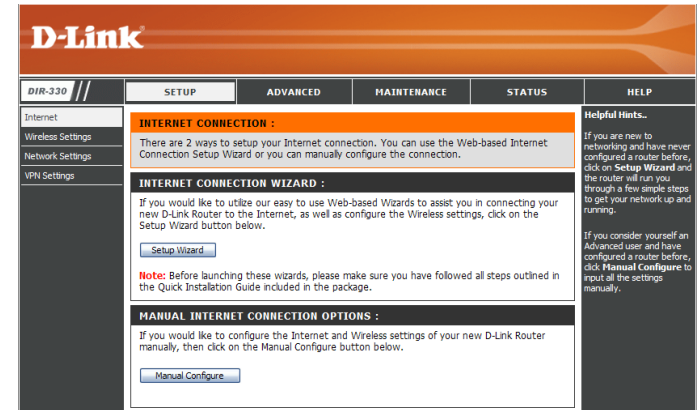 D-Link
DIR-330 //
SETUP
ADVANCED
MAINTENANCE
STATUS
HELP
Internet
Wireless Settings
Network Settings
VPN Settings
INTERNET CONNECTION :
There are 2 ways to setup your Internet connection. You can use the Web-based Internet
Connection Setup Wizard or you can manually configure the connection.
INTERNET CONNECTION WIZARD :
If you would like to utilize our easy to use Web-based Wizards to assist you in connecting your
new D-Link Router to the Internet, as well as configure the Wireless settings, click on the
Setup Wizard button below.
Setup Wizard
Note: Before launching these wizards, please make sure you have followed all steps outlined in
the Quick Installation Guide included in the package.
MANUAL INTERNET CONNECTION OPTIONS :
If you would like to configure the Internet and Wireless settings of your new D-Link Router
manually, then click on the Manual Configure button below.
Manual Configure
Helpful Hints..
If you are new to
networking and have never
configured a router before,
click on Setup Wizard and
the router will run you
through a few simple steps
to get your network up and
running.
If you consider yourself an
Advanced user and have
configured a router before,
click Manual Configure to
input all the settings
manually.